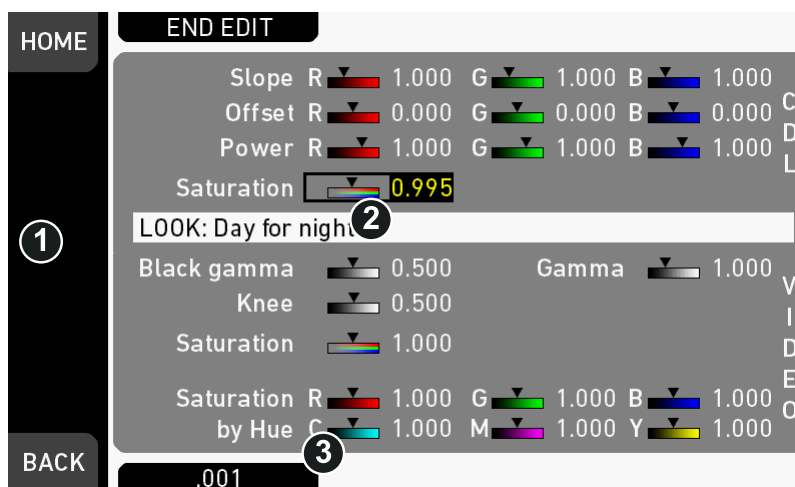 HOME
END EDIT
Slope R 1.000 G 1.000 B 1.000
Offset R 0.000 G 0.000 B 0.000
Power R 1.000 G 1.000 B 1.000
CDL
Saturation 0.995
2
LOOK: Day for night
1
Black gamma 0.500 Gamma 1.000
Knee 0.500
Saturation 1.000
VIDEO
Saturation R 1.000 G 1.000 B 1.000
by Hue C 1.000 M 1.000 Y 1.000
3
BACK
.001